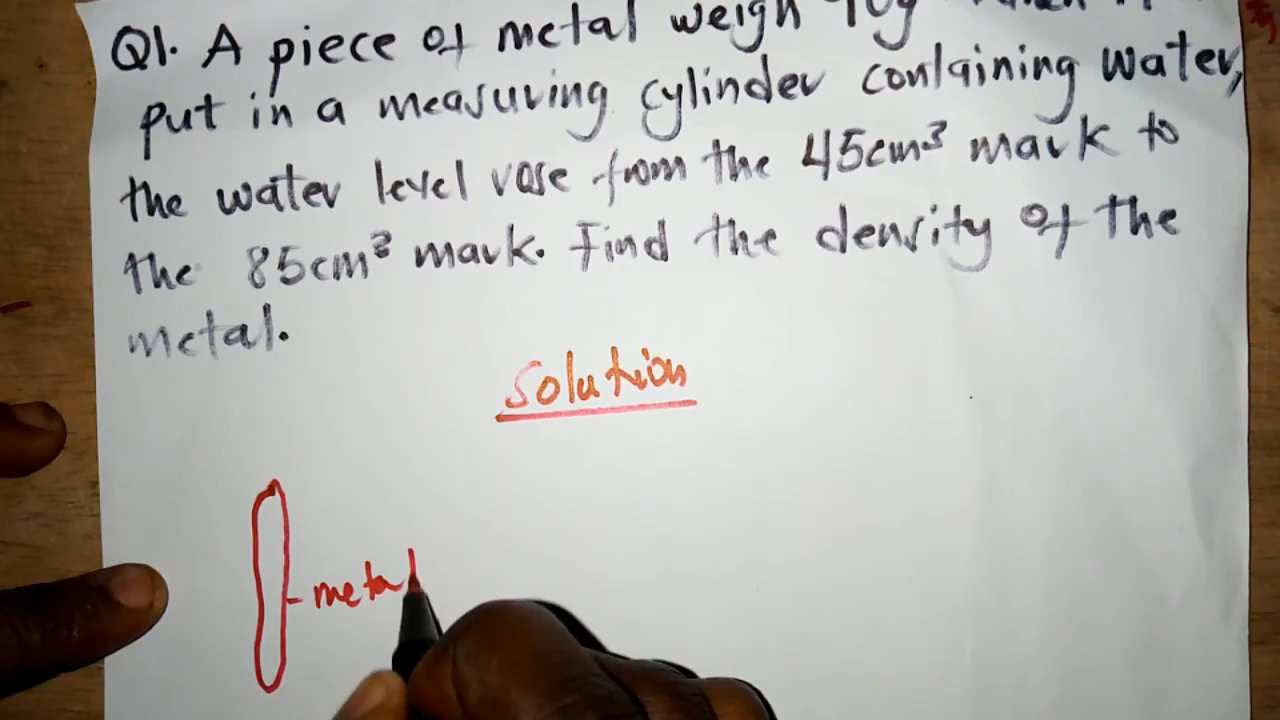 Q1. A piece of metal weigh
put in a measuring cylinder containing water,
the water level rose from the 45cm³ mark to
the 85cm³ mark. Find the density of the
metal.
Solution
metal